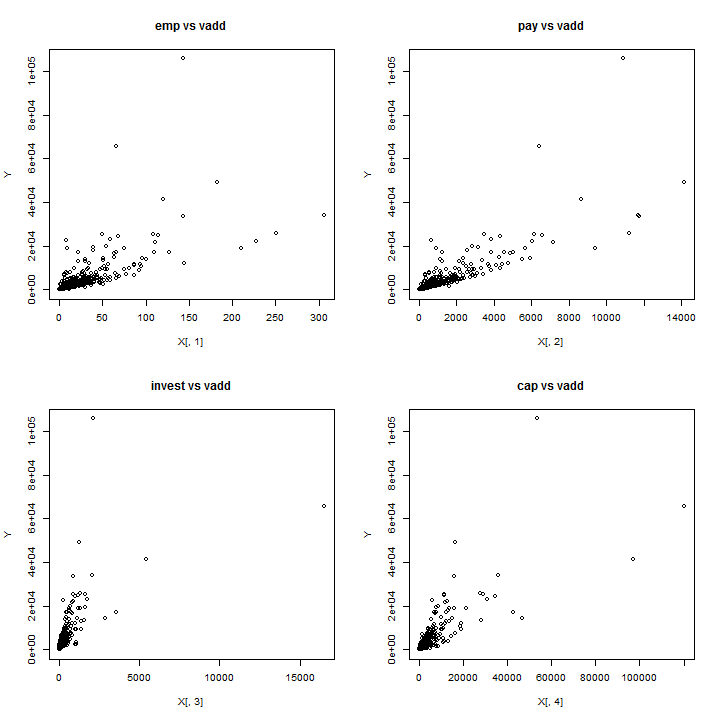 emp vs vadd
Y
0e+00 2e+04 4e+04 6e+04 8e+04 1e+05
0 50 100 150 200 250 300
X[, 1]
pay vs vadd
Y
0e+00 2e+04 4e+04 6e+04 8e+04 1e+05
0 2000 4000 6000 8000 10000 14000
X[, 2]
invest vs vadd
Y
0e+00 2e+04 4e+04 6e+04 8e+04 1e+05
0 5000 10000 15000
X[, 3]
cap vs vadd
Y
0e+00 2e+04 4e+04 6e+04 8e+04 1e+05
0 20000 40000 60000 80000 100000
X[, 4]